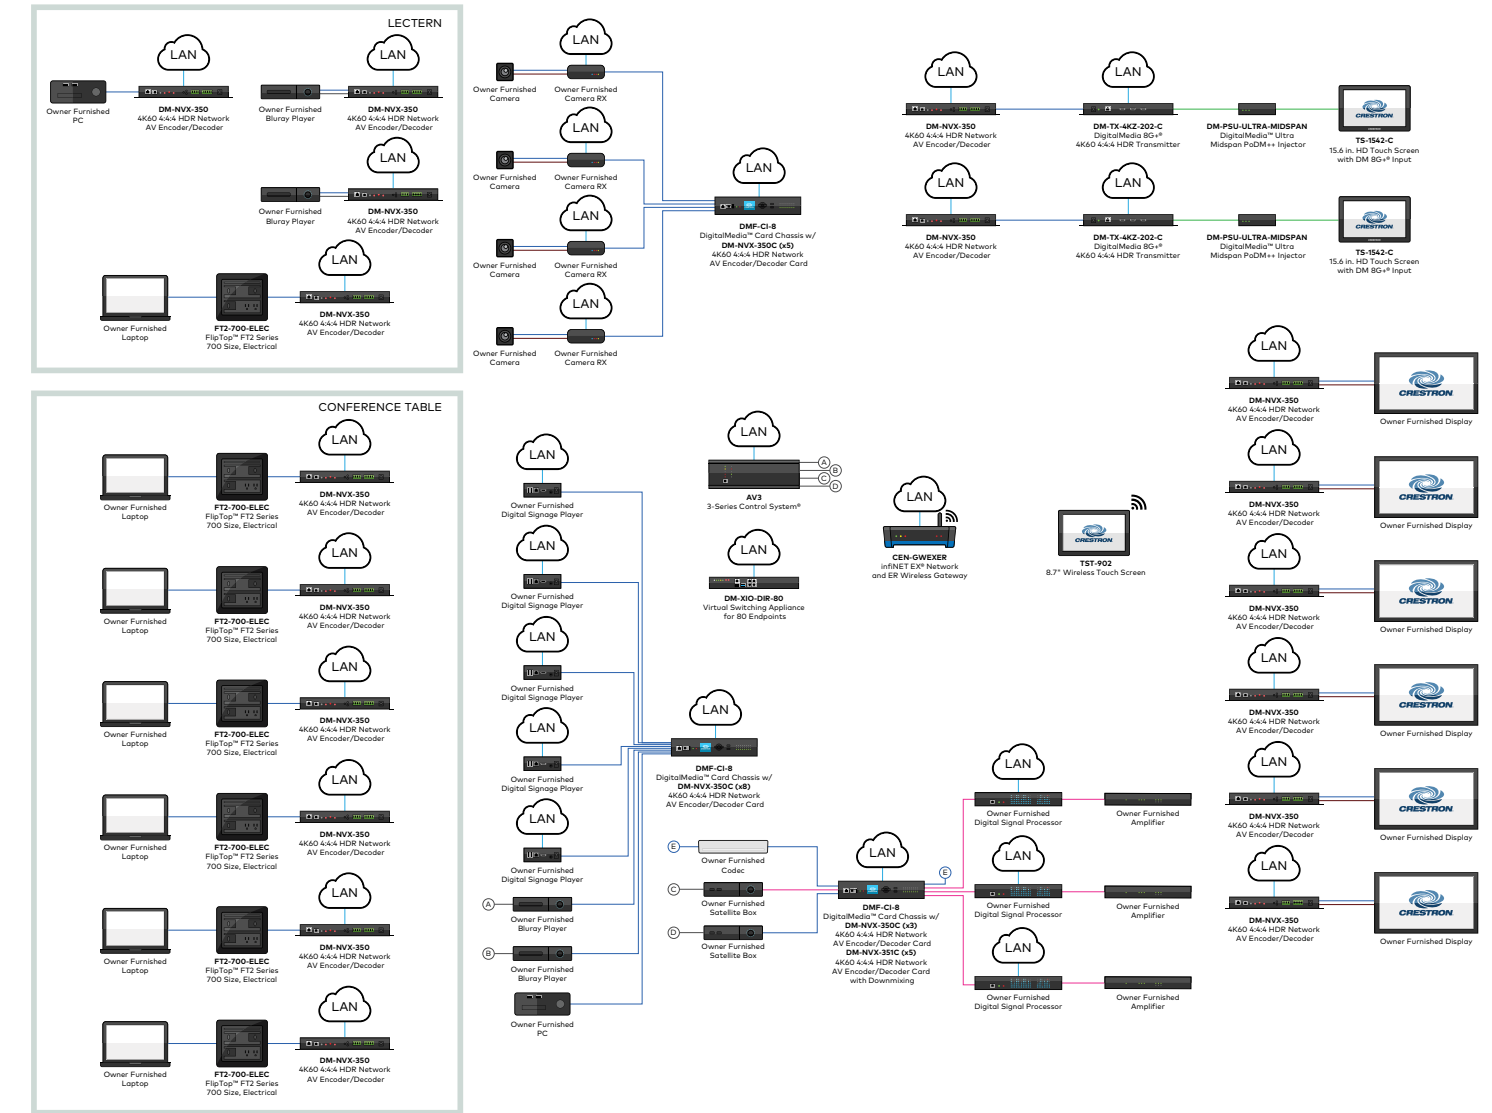 LECTERN
LAN
LAN
Owner Furnished
PC
DM-NVX-350
4K60 4:4:4 HDR Network
AV Encoder/Decoder
Owner Furnished
Bluray Player
DM-NVX-350
4K60 4:4:4 HDR Network
AV Encoder/Decoder
LAN
Owner Furnished
Bluray Player
DM-NVX-350
4K60 4:4:4 HDR Network
AV Encoder/Decoder
LAN
Owner Furnished
Laptop
FT2-700-ELEC
FlipTop™ FT2 Series
700 Size, Electrical
DM-NVX-350
4K60 4:4:4 HDR Network
AV Encoder/Decoder
CONFERENCE TABLE
LAN
Owner Furnished
Laptop
FT2-700-ELEC
FlipTop™ FT2 Series
700 Size, Electrical
DM-NVX-350
4K60 4:4:4 HDR Network
AV Encoder/Decoder
LAN
Owner Furnished
Laptop
FT2-700-ELEC
FlipTop™ FT2 Series
700 Size, Electrical
DM-NVX-350
4K60 4:4:4 HDR Network
AV Encoder/Decoder
LAN
Owner Furnished
Laptop
FT2-700-ELEC
FlipTop™ FT2 Series
700 Size, Electrical
DM-NVX-350
4K60 4:4:4 HDR Network
AV Encoder/Decoder
LAN
Owner Furnished
Laptop
FT2-700-ELEC
FlipTop™ FT2 Series
700 Size, Electrical
DM-NVX-350
4K60 4:4:4 HDR Network
AV Encoder/Decoder
LAN
Owner Furnished
Laptop
FT2-700-ELEC
FlipTop™ FT2 Series
700 Size, Electrical
DM-NVX-350
4K60 4:4:4 HDR Network
AV Encoder/Decoder
LAN
Owner Furnished
Laptop
FT2-700-ELEC
FlipTop™ FT2 Series
700 Size, Electrical
DM-NVX-350
4K60 4:4:4 HDR Network
AV Encoder/Decoder
LAN
Owner Furnished
Camera
Owner Furnished
Camera RX
LAN
Owner Furnished
Camera
Owner Furnished
Camera RX
LAN
Owner Furnished
Camera
Owner Furnished
Camera RX
LAN
Owner Furnished
Camera
Owner Furnished
Camera RX
LAN
DMF-CI-8
DigitalMedia™ Card Chassis w/
DM-NVX-350C (x5)
4K60 4:4:4 HDR Network
AV Encoder/Decoder Card
LAN
LAN
DM-NVX-350
4K60 4:4:4 HDR Network
AV Encoder/Decoder
DM-TX-4KZ-202-C
DigitalMedia 8G+®
4K60 4:4:4 HDR Transmitter
DM-PSU-ULTRA-MIDSPAN
DigitalMedia™ Ultra
Midspan PoDM++ Injector
CRESTRON
TS-1542-C
15.6 in. HD Touch Screen
with DM 8G+® Input
LAN
LAN
DM-NVX-350
4K60 4:4:4 HDR Network
AV Encoder/Decoder
DM-TX-4KZ-202-C
DigitalMedia 8G+®
4K60 4:4:4 HDR Transmitter
DM-PSU-ULTRA-MIDSPAN
DigitalMedia™ Ultra
Midspan PoDM++ Injector
CRESTRON
TS-1542-C
15.6 in. HD Touch Screen
with DM 8G+® Input
LAN
Owner Furnished
Digital Signage Player
LAN
Owner Furnished
Digital Signage Player
LAN
Owner Furnished
Digital Signage Player
LAN
Owner Furnished
Digital Signage Player
LAN
Owner Furnished
Digital Signage Player
A
Owner Furnished
Bluray Player
B
Owner Furnished
Bluray Player
Owner Furnished
PC
LAN
A
B
C
D
AV3
3-Series Control System®
LAN
DM-XIO-DIR-80
Virtual Switching Appliance
for 80 Endpoints
LAN
CEN-GWEXER
infiNET EX® Network
and ER Wireless Gateway
CRESTRON
TST-902
8.7" Wireless Touch Screen
LAN
DMF-CI-8
DigitalMedia™ Card Chassis w/
DM-NVX-350C (x8)
4K60 4:4:4 HDR Network
AV Encoder/Decoder Card
E
Owner Furnished
Codec
C
Owner Furnished
Satellite Box
D
Owner Furnished
Satellite Box
LAN
E
DMF-CI-8
DigitalMedia™ Card Chassis w/
DM-NVX-350C (x3)
4K60 4:4:4 HDR Network
AV Encoder/Decoder Card
DM-NVX-351C (x5)
4K60 4:4:4 HDR Network
AV Encoder/Decoder Card
with Downmixing
LAN
Owner Furnished
Digital Signal Processor
Owner Furnished
Amplifier
LAN
Owner Furnished
Digital Signal Processor
Owner Furnished
Amplifier
LAN
Owner Furnished
Digital Signal Processor
Owner Furnished
Amplifier
LAN
DM-NVX-350
4K60 4:4:4 HDR Network
AV Encoder/Decoder
CRESTRON
Owner Furnished Display
LAN
DM-NVX-350
4K60 4:4:4 HDR Network
AV Encoder/Decoder
CRESTRON
Owner Furnished Display
LAN
DM-NVX-350
4K60 4:4:4 HDR Network
AV Encoder/Decoder
CRESTRON
Owner Furnished Display
LAN
DM-NVX-350
4K60 4:4:4 HDR Network
AV Encoder/Decoder
CRESTRON
Owner Furnished Display
LAN
DM-NVX-350
4K60 4:4:4 HDR Network
AV Encoder/Decoder
CRESTRON
Owner Furnished Display
LAN
DM-NVX-350
4K60 4:4:4 HDR Network
AV Encoder/Decoder
CRESTRON
Owner Furnished Display